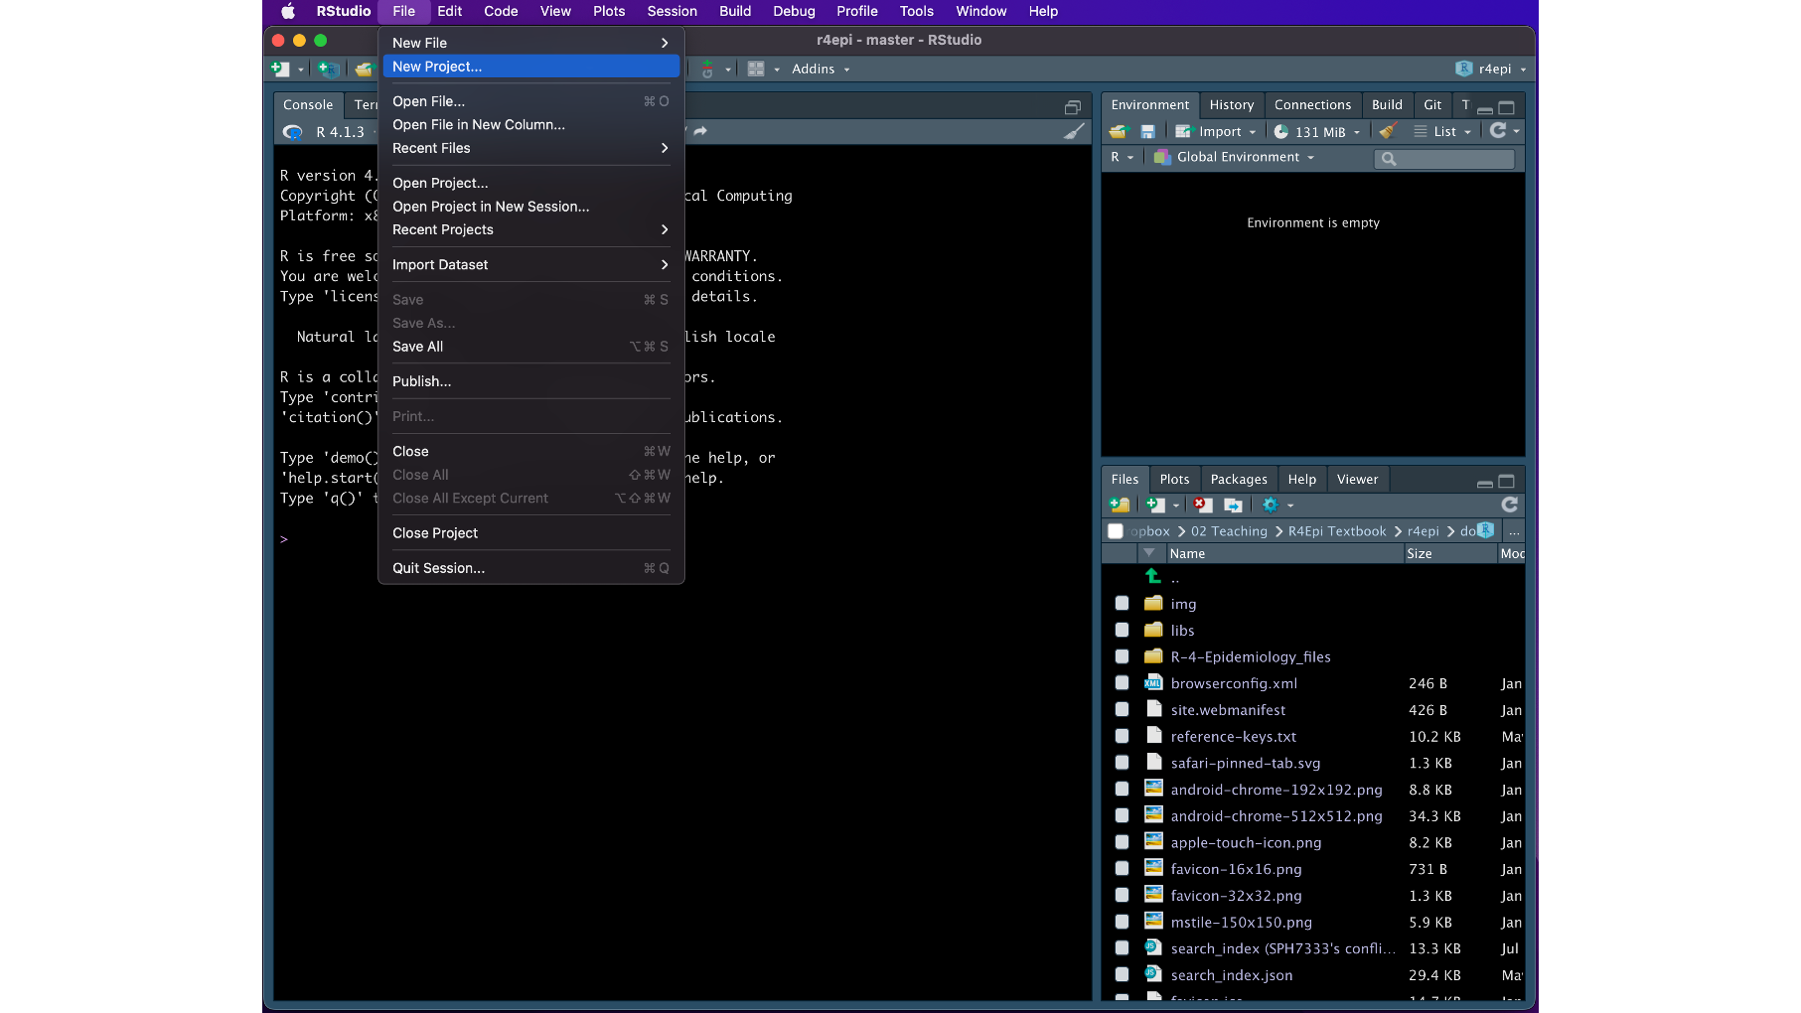 RStudio File Edit Code View Plots Session Build Debug Profile Tools Window Help
r4epi - master - RStudio
Addins
r4epi
New File
New Project...
Open File... ⌘ O
Open File in New Column...
Recent Files
Open Project...
Open Project in New Session...
Recent Projects
Import Dataset
Save ⌘ S
Save As...
Save All ⌥ ⌘ S
Publish...
Print...
Close ⌘ W
Close All ⇧ ⌘ W
Close All Except Current ⌥ ⇧ ⌘ W
Close Project
Quit Session... ⌘ Q
Console Ter
R 4.1.3 ·
R version 4.
Copyright (C cal Computing
Platform: x8
R is free so WARRANTY.
You are welc conditions.
Type 'licens details.
Natural la lish locale
R is a colla ors.
Type 'contri
'citation()' ublications.
Type 'demo() ne help, or
'help.start( help.
Type 'q()' t
>
Environment History Connections Build Git T
Import 131 MiB List
R Global Environment
Environment is empty
Files Plots Packages Help Viewer
opbox > 02 Teaching > R4Epi Textbook > r4epi > do ...
Name Size Moc
..
img
libs
R-4-Epidemiology_files
browserconfig.xml 246 B Jan
site.webmanifest 426 B Jan
reference-keys.txt 10.2 KB Ma
safari-pinned-tab.svg 1.3 KB Jan
android-chrome-192x192.png 8.8 KB Jan
android-chrome-512x512.png 34.3 KB Jan
apple-touch-icon.png 8.2 KB Jan
favicon-16x16.png 731 B Jan
favicon-32x32.png 1.3 KB Jan
mstile-150x150.png 5.9 KB Jan
search_index (SPH7333's confli... 13.3 KB Jul
search_index.json 29.4 KB Ma